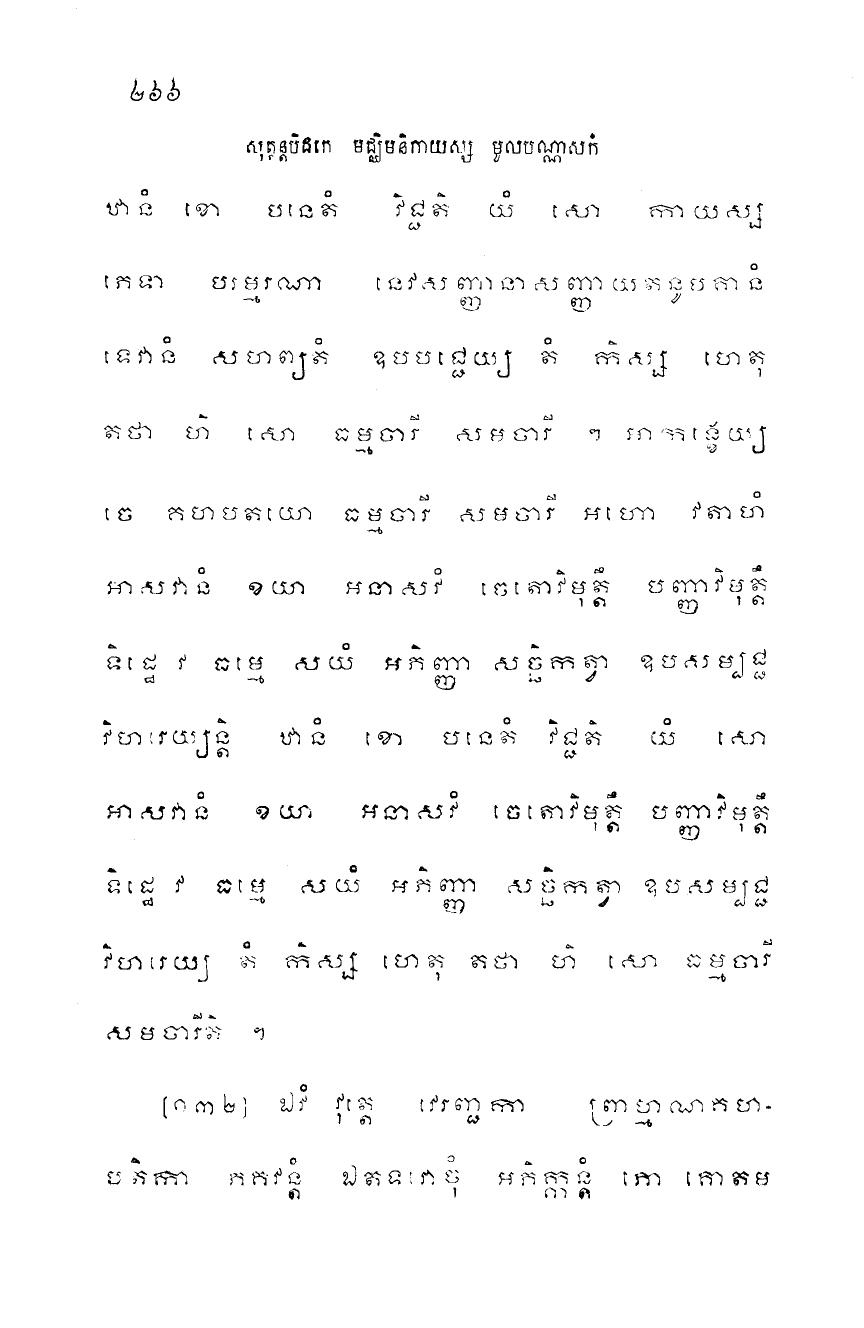 ៤៦៦
សុត្តន្តបិដកេ មជ្ឈិមនិកាយស្ស មូលបណ្ណាសកំ
ឋានំ ខោ បនេតំ វិជ្ជតិ យំ សោ កាយស្ស
ភេទា បរម្មរណា នេវសញ្ញានាសញ្ញាយតនូបគានំ
ទេវានំ សហព្យតំ ឧបបជ្ជេយ្យ តំ កិស្ស ហេតុ
តថា ហិ សោ ធម្មចារី សមចារី ។ អាកង្ខេយ្យ
ចេ គហបតយោ ធម្មចារី សមចារី អហោ វតាហំ
អាសវានំ ខយា អនាសវំ ចេតោវិមុត្តឹ បញ្ញាវិមុត្តឹ
ទិដ្ឋេ វ ធម្មេ សយំ អភិញ្ញា សច្ឆិកត្វា ឧបសម្បជ្ជ
វិហរេយ្យន្តិ ឋានំ ខោ បនេតំ វិជ្ជតិ យំ សោ
អាសវានំ ខយា អនាសវំ ចេតោវិមុត្តឹ បញ្ញាវិមុត្តឹ
ទិដ្ឋេ វ ធម្មេ សយំ អភិញ្ញា សច្ឆិកត្វា ឧបសម្បជ្ជ
វិហរេយ្យ តំ កិស្ស ហេតុ តថា ហិ សោ ធម្មចារី
សមចារីតិ ។
[១៣២] ឯវំ វុត្តេ វេរញ្ជកា ព្រាហ្មណគហ-
បតិកា ភគវន្តំ ឯតទវោចុំ អភិក្កន្តំ ភោ គោតម